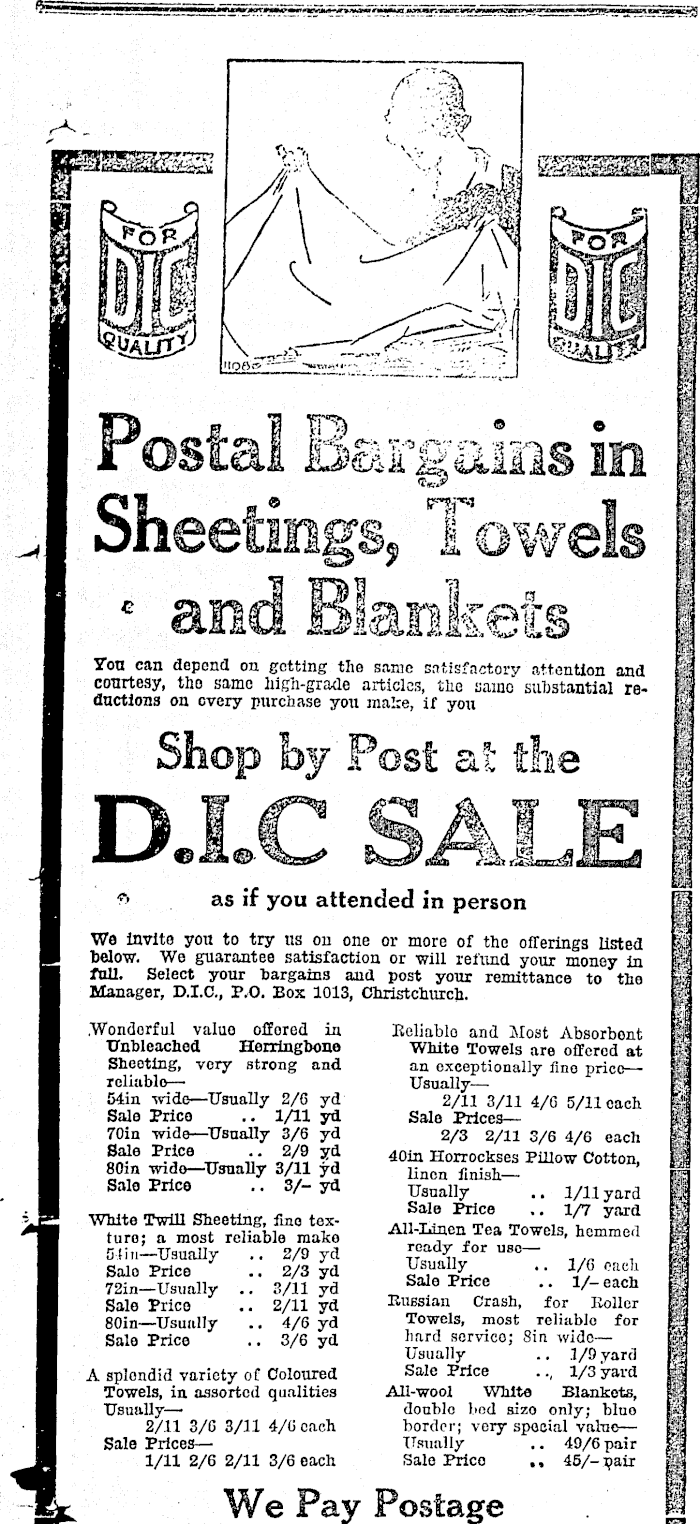 FOR
DIC
QUALITY
11086
FOR
DIC
QUALITY
Postal Bargains in
Sheetings, Towels
and Blankets
You can depend on getting the same satisfactory attention and
courtesy, the same high-grade articles, the same substantial re-
ductions on every purchase you make, if you
Shop by Post at the
D.I.C SALE
as if you attended in person
We invite you to try us on one or more of the offerings listed
below. We guarantee satisfaction or will refund your money in
full. Select your bargains and post your remittance to the
Manager, D.I.C., P.O. Box 1013, Christchurch.
Wonderful value offered in
Unbleached Herringbone
Sheeting, very strong and
reliable—
54in wide—Usually 2/6 yd
Sale Price .. 1/11 yd
70in wide—Usually 3/6 yd
Sale Price .. 2/9 yd
80in wide—Usually 3/11 yd
Sale Price .. 3/- yd
White Twill Sheeting, fine tex-
ture; a most reliable make
54in—Usually .. 2/9 yd
Sale Price .. 2/3 yd
72in—Usually .. 3/11 yd
Sale Price .. 2/11 yd
80in—Usually .. 4/6 yd
Sale Price .. 3/6 yd
A splendid variety of Coloured
Towels, in assorted qualities
Usually—
2/11 3/6 3/11 4/6 each
Sale Prices—
1/11 2/6 2/11 3/6 each
Reliable and Most Absorbent
White Towels are offered at
an exceptionally fine price—
Usually—
2/11 3/11 4/6 5/11 each
Sale Prices—
2/3 2/11 3/6 4/6 each
40in Horrockses Pillow Cotton,
linen finish—
Usually .. 1/11 yard
Sale Price .. 1/7 yard
All-Linen Tea Towels, hemmed
ready for use—
Usually .. 1/6 each
Sale Price .. 1/- each
Russian Crash, for Roller
Towels, most reliable for
hard service; 8in wide—
Usually .. 1/9 yard
Sale Price .. 1/3 yard
All-wool White Blankets,
double bed size only; blue
border; very special value—
Usually .. 49/6 pair
Sale Price .. 45/- pair
We Pay Postage